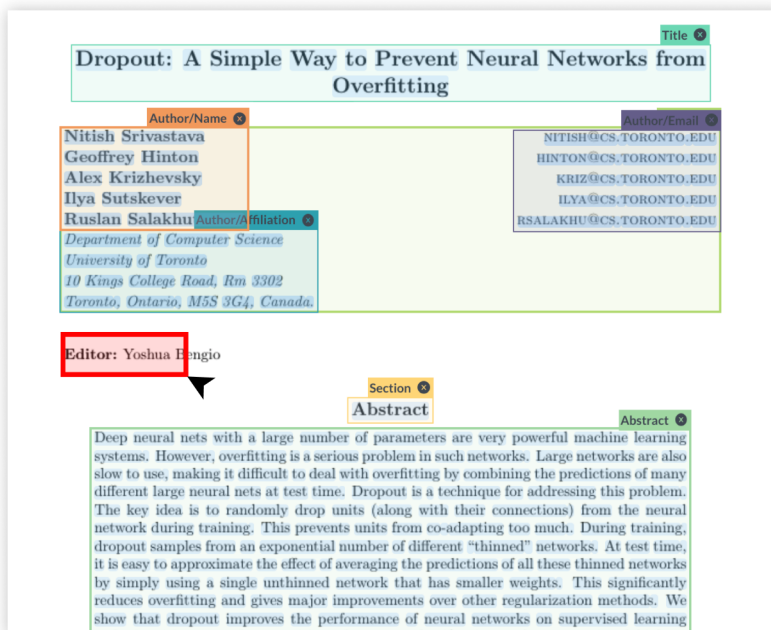 Title
Dropout: A Simple Way to Prevent Neural Networks from
Overfitting
Author/Name
Author/Email
Nitish Srivastava
NITISH@CS.TORONTO.EDU
Geoffrey Hinton
HINTON@CS.TORONTO.EDU
Alex Krizhevsky
KRIZ@CS.TORONTO.EDU
Ilya Sutskever
ILYA@CS.TORONTO.EDU
Ruslan Salakhu
Author/Affiliation
RSALAKHU@CS.TORONTO.EDU
Department of Computer Science
University of Toronto
10 Kings College Road, Rm 3302
Toronto, Ontario, M5S 3G4, Canada.
Editor: Yoshua Bengio
Section
Abstract
Abstract
Deep neural nets with a large number of parameters are very powerful machine learning
systems. However, overfitting is a serious problem in such networks. Large networks are also
slow to use, making it difficult to deal with overfitting by combining the predictions of many
different large neural nets at test time. Dropout is a technique for addressing this problem.
The key idea is to randomly drop units (along with their connections) from the neural
network during training. This prevents units from co-adapting too much. During training,
dropout samples from an exponential number of different “thinned” networks. At test time,
it is easy to approximate the effect of averaging the predictions of all these thinned networks
by simply using a single unthinned network that has smaller weights. This significantly
reduces overfitting and gives major improvements over other regularization methods. We
show that dropout improves the performance of neural networks on supervised learning